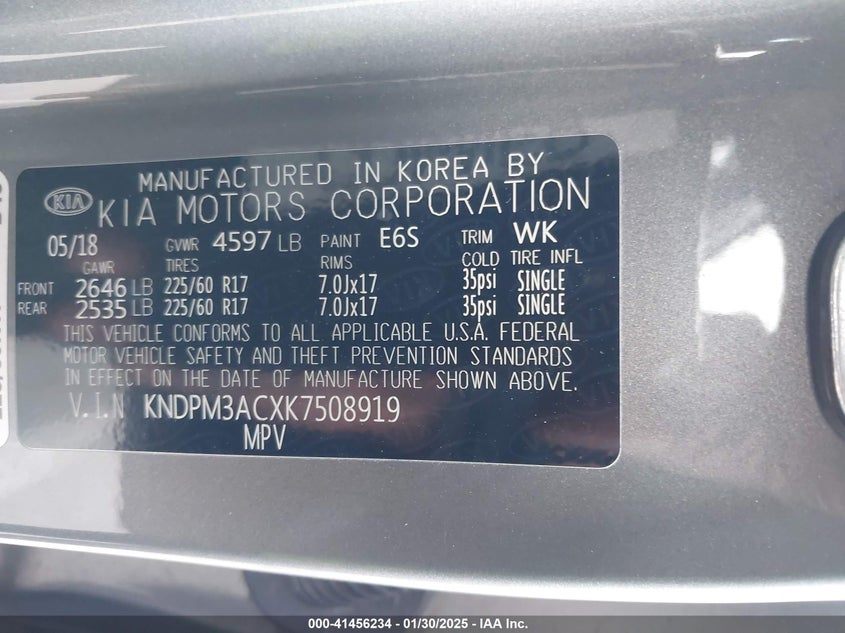 MANUFACTURED IN KOREA BY
KIA KIA MOTORS CORPORATION
05/18 GVWR 4597 LB PAINT E6S TRIM WK
GAWR TIRES RIMS COLD TIRE INFL
FRONT 2646 LB 225/60 R17 7.0Jx17 35psi SINGLE
REAR 2535 LB 225/60 R17 7.0Jx17 35psi SINGLE
THIS VEHICLE CONFORMS TO ALL APPLICABLE U.S.A. FEDERAL
MOTOR VEHICLE SAFETY AND THEFT PREVENTION STANDARDS
IN EFFECT ON THE DATE OF MANUFACTURE SHOWN ABOVE.
V.I.N KNDPM3ACXK7508919
MPV
000-41456234 - 01/30/2025 - IAA Inc.